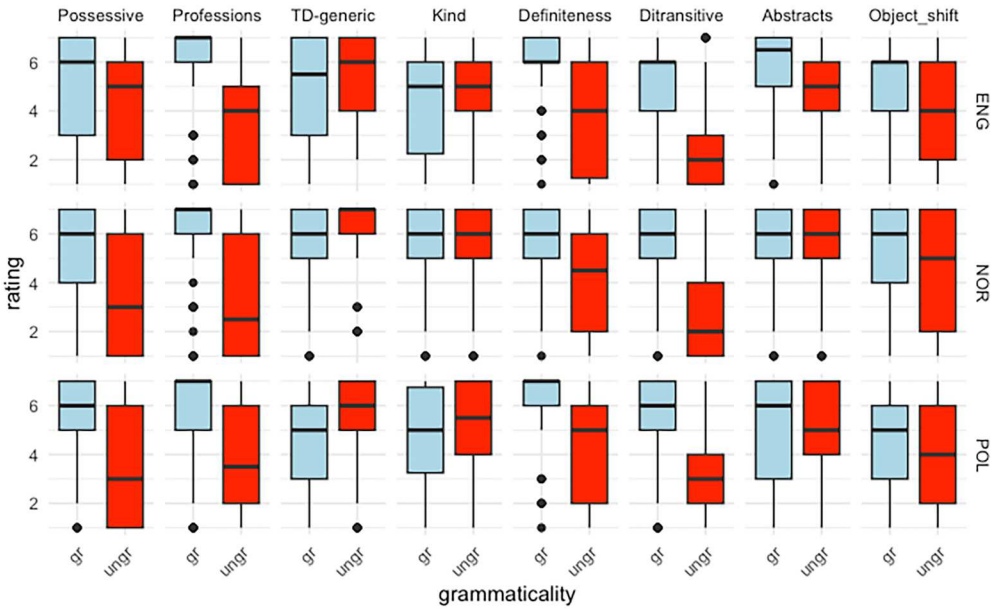 Possessive Professions TD-generic Kind Definiteness Ditransitive Abstracts Object_shift
6
4
2
ENG
6
4
2
NOR
6
4
2
POL
rating
gr ungr gr ungr gr ungr gr ungr gr ungr gr ungr gr ungr gr ungr
grammaticality